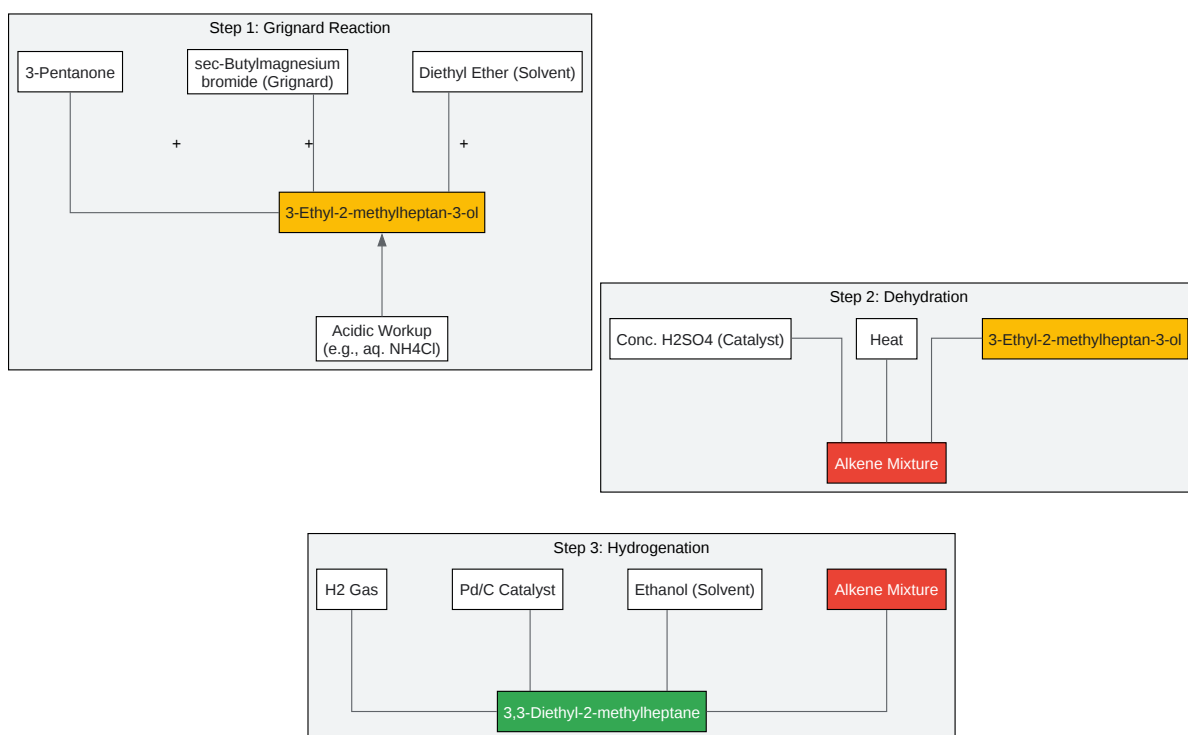 Step 1: Grignard Reaction
3-Pentanone
sec-Butylmagnesium
bromide (Grignard)
Diethyl Ether (Solvent)
+
+
+
3-Ethyl-2-methylheptan-3-ol
Acidic Workup
(e.g., aq. NH4Cl)
Step 2: Dehydration
Conc. H2SO4 (Catalyst)
Heat
3-Ethyl-2-methylheptan-3-ol
Alkene Mixture
Step 3: Hydrogenation
H2 Gas
Pd/C Catalyst
Ethanol (Solvent)
Alkene Mixture
3,3-Diethyl-2-methylheptane